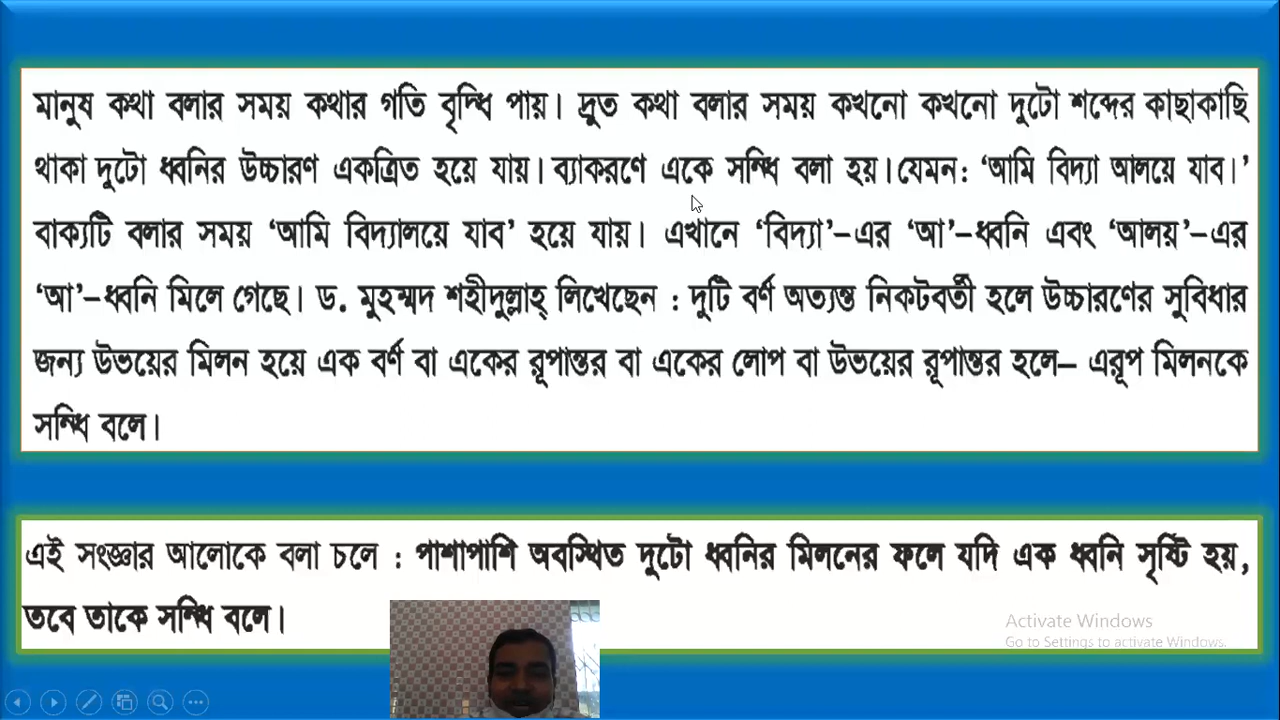 মানুষ কথা বলার সময় কথার গতি বৃদ্ধি পায়। দ্রুত কথা বলার সময় কখনো কখনো দুটো শব্দের কাছাকাছি
থাকা দুটো ধ্বনির উচ্চারণ একত্রিত হয়ে যায়। ব্যাকরণে একে সন্ধি বলা হয়।যেমন: ‘আমি বিদ্যা আলয়ে যাব।’
বাক্যটি বলার সময় ‘আমি বিদ্যালয়ে যাব’ হয়ে যায়। এখানে ‘বিদ্যা’–এর ‘আ’–ধ্বনি এবং ‘আলয়’–এর
‘আ’–ধ্বনি মিলে গেছে। ড. মুহম্মদ শহীদুল্লাহ্ লিখেছেন : দুটি বর্ণ অত্যন্ত নিকটবর্তী হলে উচ্চারণের সুবিধার
জন্য উভয়ের মিলন হয়ে এক বর্ণ বা একের রূপান্তর বা একের লোপ বা উভয়ের রূপান্তর হলে– এরূপ মিলনকে
সন্ধি বলে।
এই সংজ্ঞার আলোকে বলা চলে : পাশাপাশি অবস্থিত দুটো ধ্বনির মিলনের ফলে যদি এক ধ্বনি সৃষ্টি হয়,
তবে তাকে সন্ধি বলে।
Activate Windows
Go to Settings to activate Windows.